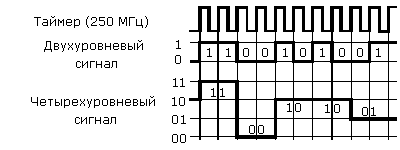 Таймер (250 МГц)
Двухуровневый сигнал
1
0
1 1 0 0 1 0 1 0 0 1
Четырехуровневый сигнал
11
10
01
00
11
00
10
10
01